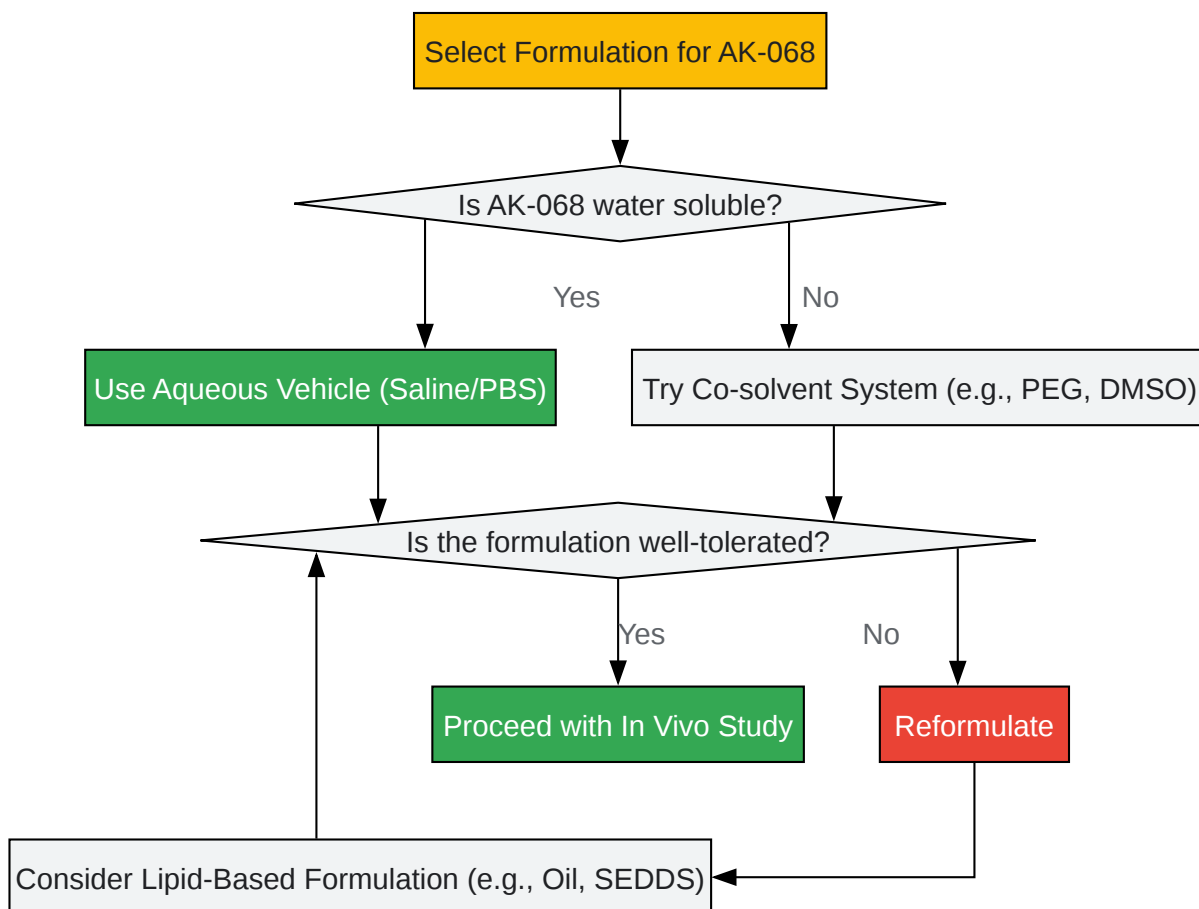 Select Formulation for AK-068
Is AK-068 water soluble?
Yes
No
Use Aqueous Vehicle (Saline/PBS)
Try Co-solvent System (e.g., PEG, DMSO)
Is the formulation well-tolerated?
Yes
No
Proceed with In Vivo Study
Reformulate
Consider Lipid-Based Formulation (e.g., Oil, SEDDS)